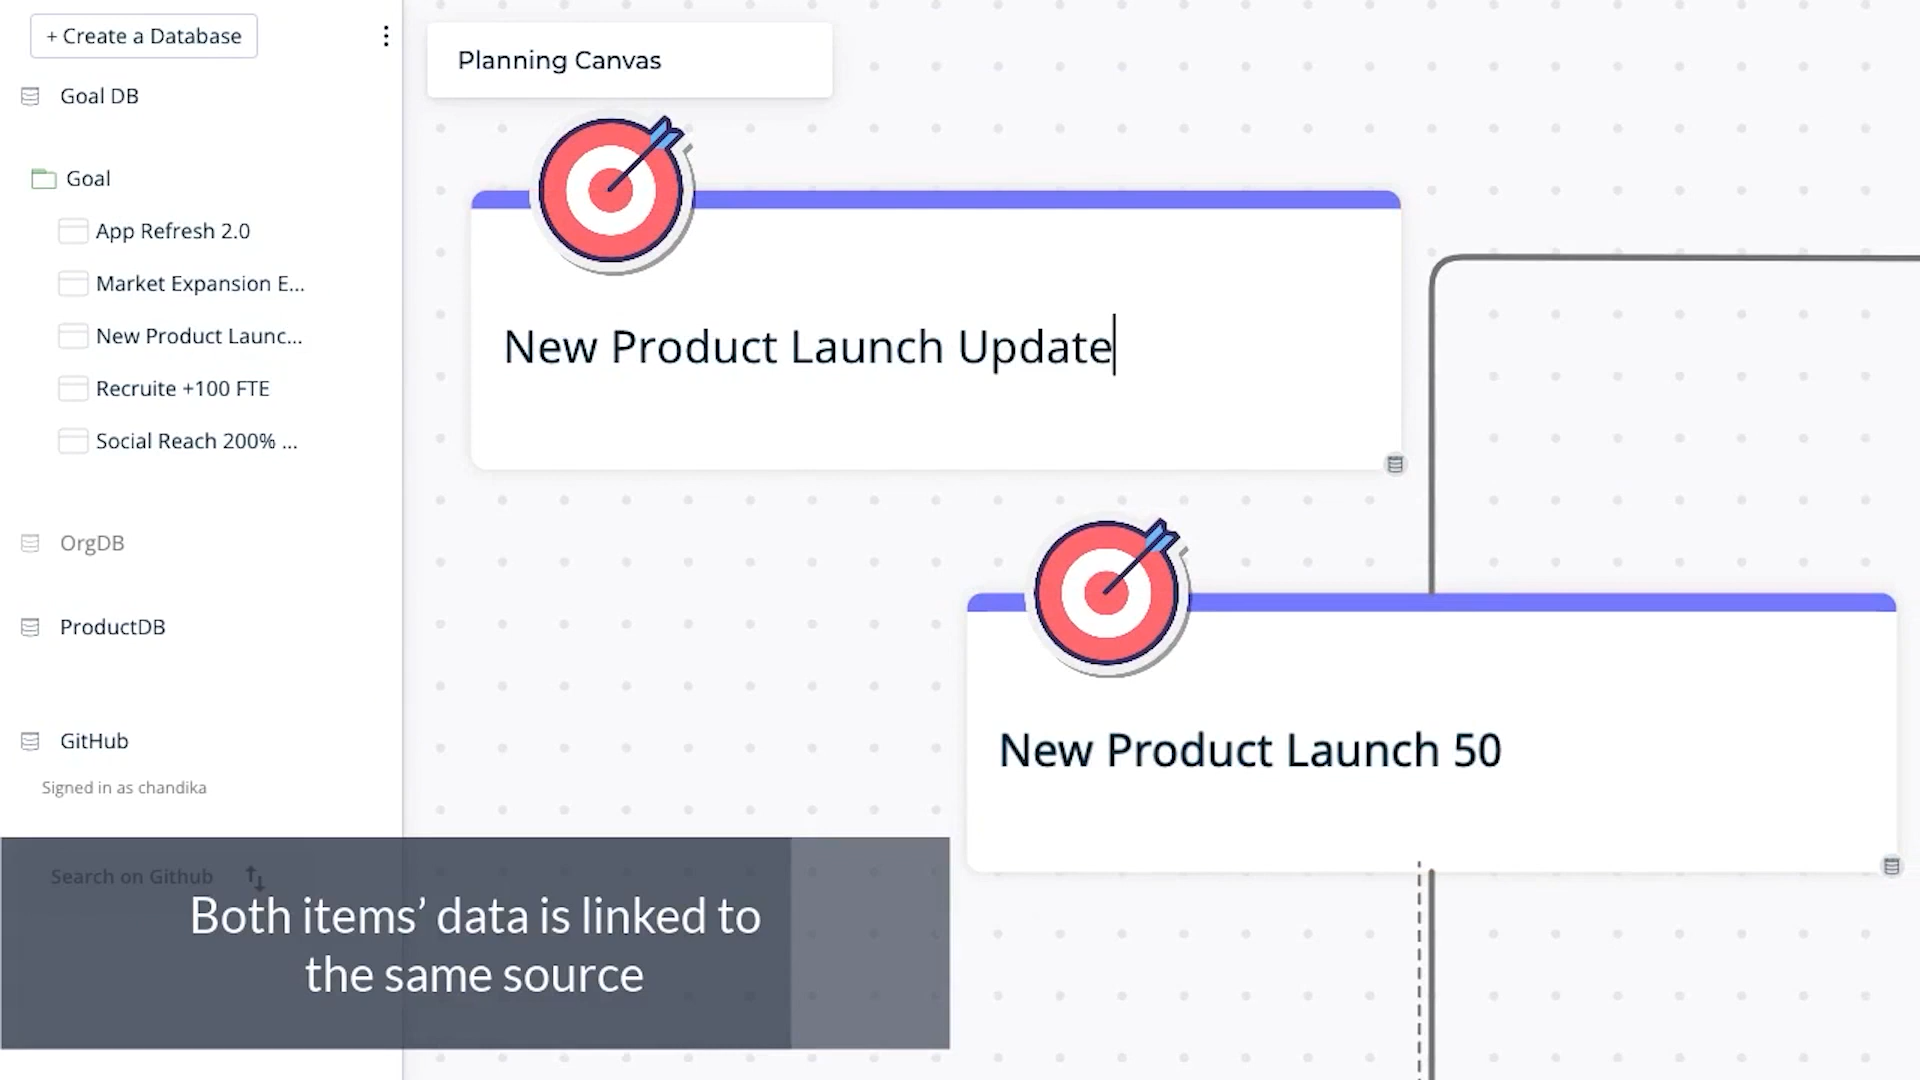 + Create a Database
Goal DB
Goal
App Refresh 2.0
Market Expansion E...
New Product Launc...
Recruite +100 FTE
Social Reach 200% ...
OrgDB
ProductDB
GitHub
Signed in as chandika
Search on Github
Planning Canvas
New Product Launch Update
New Product Launch 50
Both items’ data is linked to
the same source